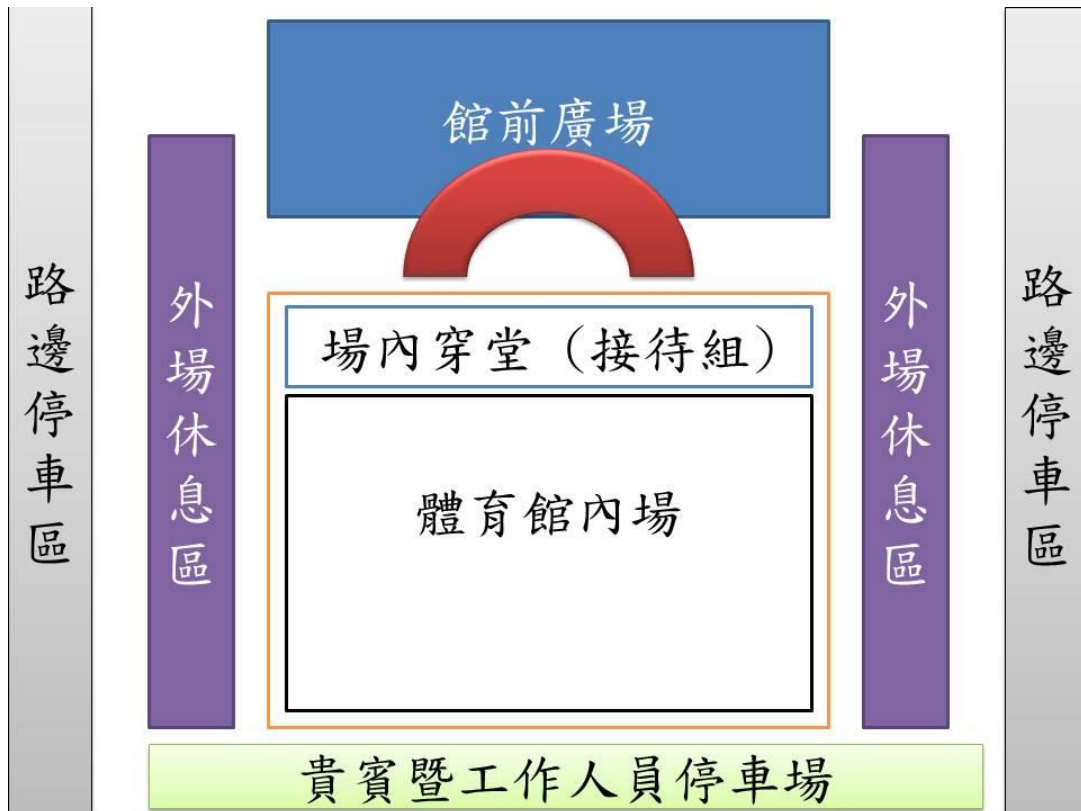 館前廣場
路邊停車區
外場休息區
場內穿堂（接待組）
體育館內場
外場休息區
路邊停車區
貴賓暨工作人員停車場